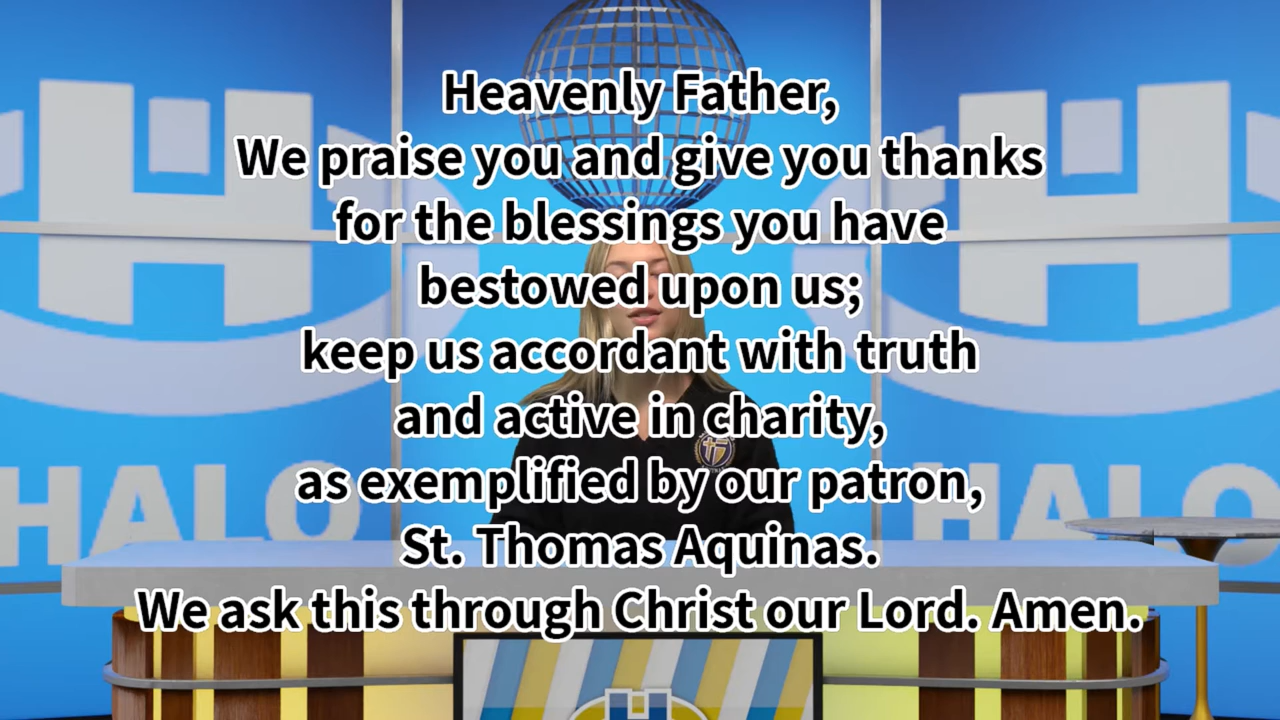 Heavenly Father,
We praise you and give you thanks
for the blessings you have
bestowed upon us;
keep us accordant with truth
and active in charity,
as exemplified by our patron,
St. Thomas Aquinas.
We ask this through Christ our Lord. Amen.
H
H
HALO
HALO
H